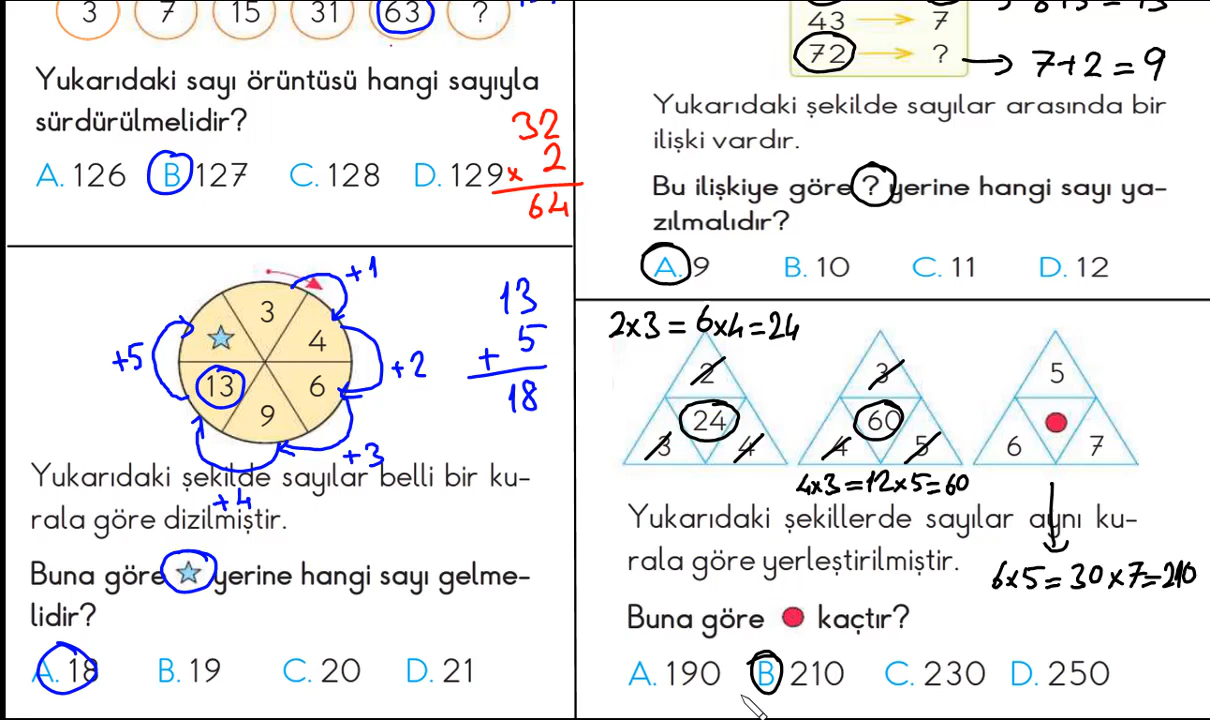 3 7 15 31 63 ?
Yukarıdaki sayı örüntüsü hangi sayıyla
sürdürülmelidir?
A. 126 B. 127 C. 128 D. 129
32
× 2
64
43 → 7
72 → ? → 7+2=9
Yukarıdaki şekilde sayılar arasında bir
ilişki vardır.
Bu ilişkiye göre ? yerine hangi sayı ya-
zılmalıdır?
A. 9 B. 10 C. 11 D. 12
+1
3
4
+2
6
+3
9
+4
13
+5
13
+ 5
18
Yukarıdaki şekilde sayılar belli bir ku-
rala göre dizilmiştir.
Buna göre ☆ yerine hangi sayı gelme-
lidir?
A. 18 B. 19 C. 20 D. 21
2x3=6x4=24
2 3 5
24 60
3 4 4 5 6 7
4x3=12x5=60
Yukarıdaki şekillerde sayılar aynı ku-
rala göre yerleştirilmiştir.
6x5=30x7=210
Buna göre kaçtır?
A. 190 B. 210 C. 230 D. 250